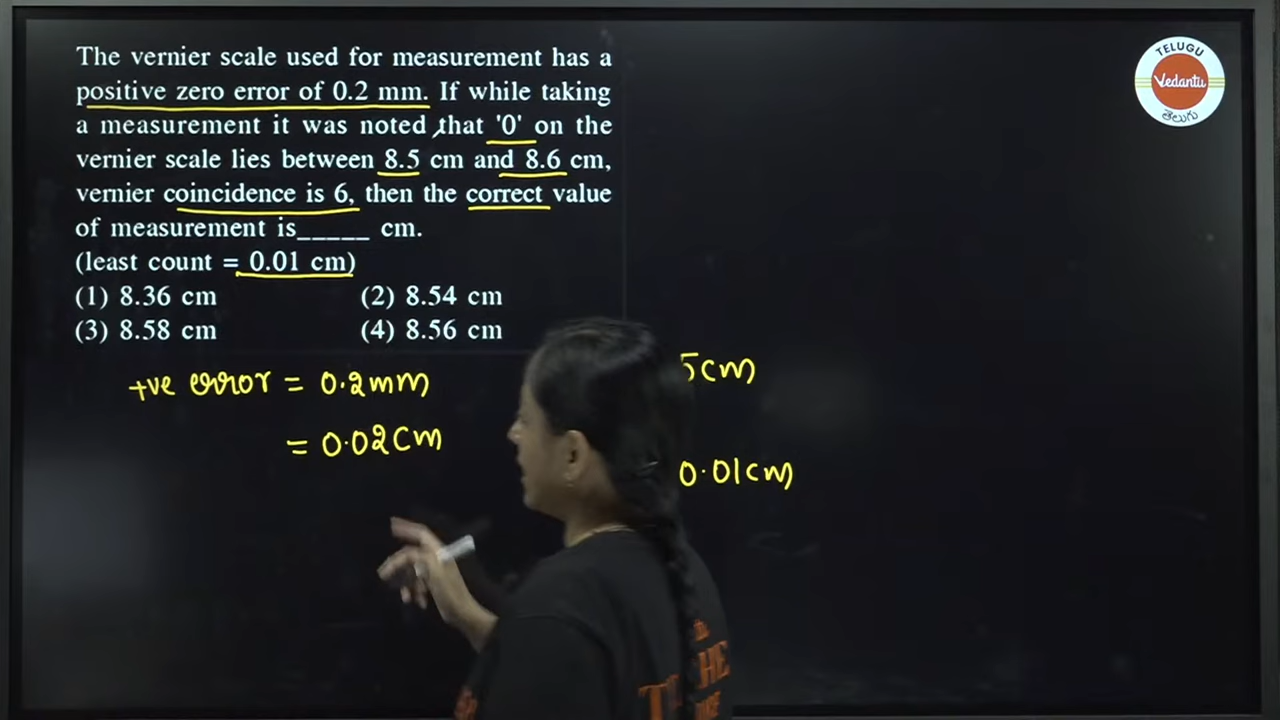 The vernier scale used for measurement has a
positive zero error of 0.2 mm. If while taking
a measurement it was noted that '0' on the
vernier scale lies between 8.5 cm and 8.6 cm,
vernier coincidence is 6, then the correct value
of measurement is_____ cm.
(least count = 0.01 cm)
(1) 8.36 cm (2) 8.54 cm
(3) 8.58 cm (4) 8.56 cm
+ve error = 0.2mm
= 0.02cm
5cm
0.01cm
TELUGU
Vedantu
తెలుగు